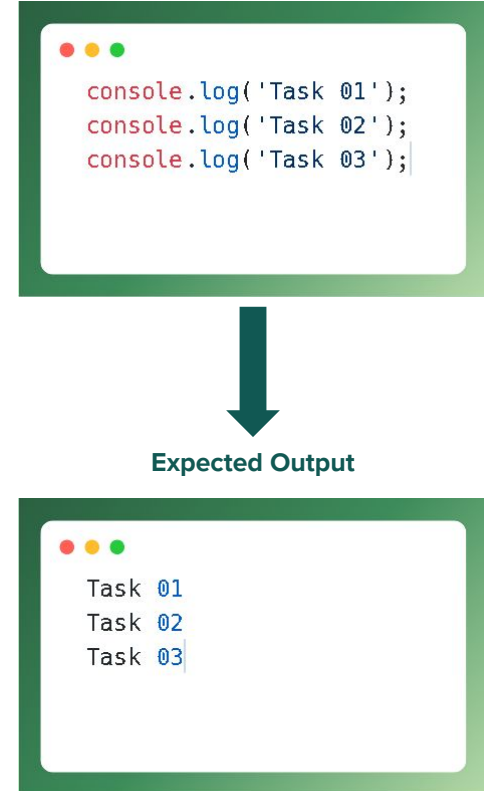 console.log('Task 01');
console.log('Task 02');
console.log('Task 03');
Expected Output
Task 01
Task 02
Task 03